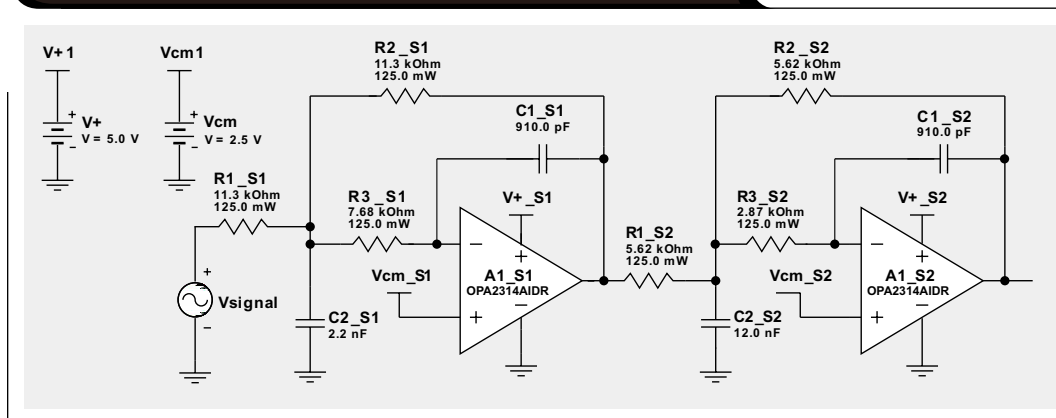 V+ 1
Vcm1
V+
V = 5.0 V
Vcm
V = 2.5 V
R1_S1
11.3 kOhm
125.0 mW
Vsignal
R2_S1
11.3 kOhm
125.0 mW
C1_S1
910.0 pF
R3_S1
7.68 kOhm
125.0 mW
V+_S1
Vcm_S1
A1_S1
OPA2314AIDR
C2_S1
2.2 nF
R1_S2
5.62 kOhm
125.0 mW
R2_S2
5.62 kOhm
125.0 mW
C1_S2
910.0 pF
R3_S2
2.87 kOhm
125.0 mW
V+_S2
Vcm_S2
A1_S2
OPA2314AIDR
C2_S2
12.0 nF